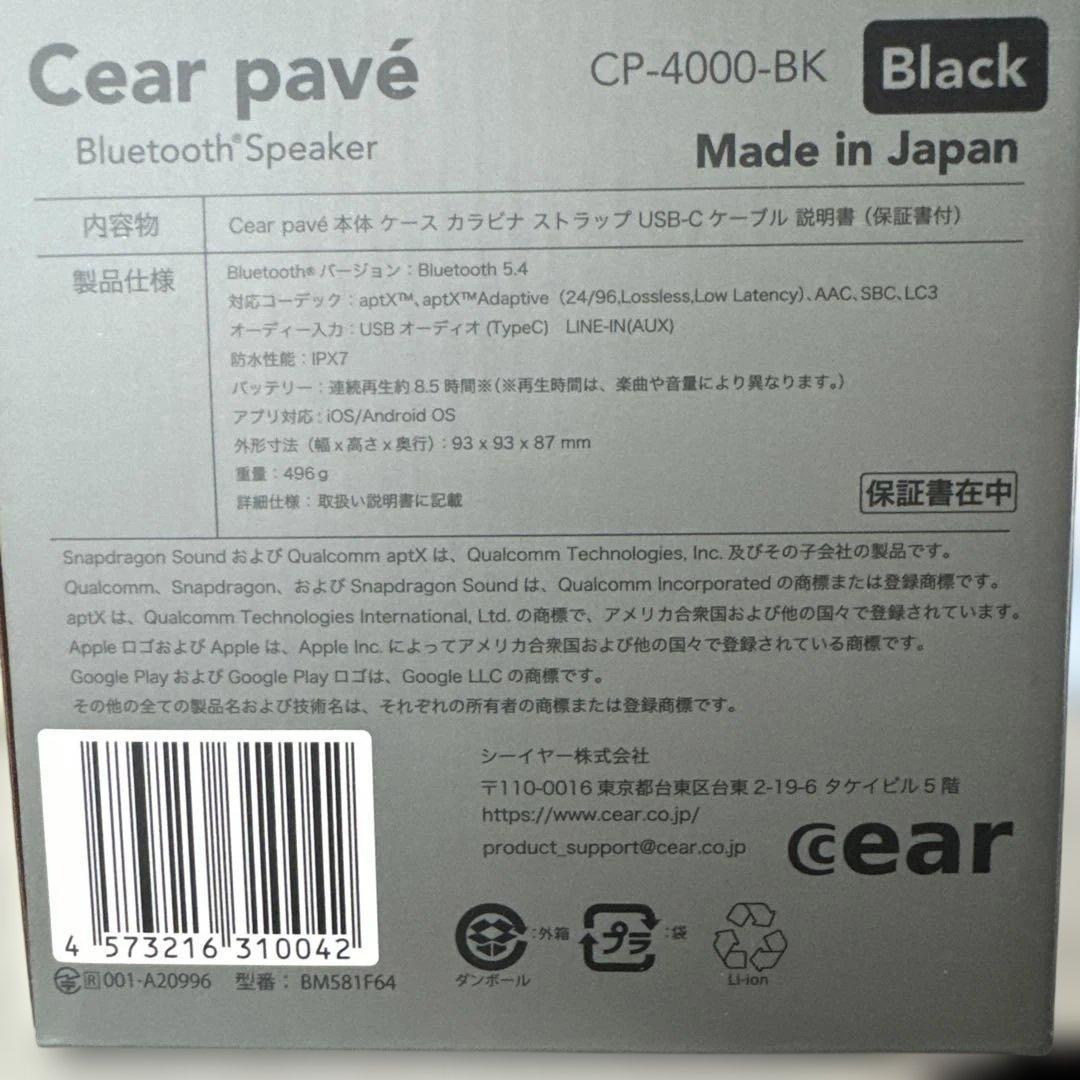 Cear pavé
CP-4000-BK
Black
Bluetooth® Speaker
Made in Japan
内容物
Cear pavé 本体 ケース カラビナ ストラップ USB-C ケーブル 説明書（保証書付）
製品仕様
Bluetooth® バージョン：Bluetooth 5.4
対応コーデック：aptX™、aptX™Adaptive（24/96,Lossless,Low Latency）、AAC、SBC、LC3
オーディー入力：USB オーディオ (TypeC)　LINE-IN(AUX)
防水性能：IPX7
バッテリー：連続再生約 8.5 時間※（※再生時間は、楽曲や音量により異なります。）
アプリ対応：iOS/Android OS
外形寸法（幅 x 高さ x 奥行）：93 x 93 x 87 mm
重量：496 g
詳細仕様：取扱い説明書に記載
保証書在中
Snapdragon Sound および Qualcomm aptX は、Qualcomm Technologies, Inc. 及びその子会社の製品です。
Qualcomm、Snapdragon、および Snapdragon Sound は、Qualcomm Incorporated の商標または登録商標です。
aptX は、Qualcomm Technologies International, Ltd. の商標で、アメリカ合衆国および他の国々で登録されています。
Apple ロゴおよび Apple は、Apple Inc. によってアメリカ合衆国および他の国々で登録されている商標です。
Google Play および Google Play ロゴは、Google LLC の商標です。
その他の全ての製品名および技術名は、それぞれの所有者の商標または登録商標です。
シーイヤー株式会社
〒110-0016 東京都台東区台東 2-19-6 タケイビル 5 階
https://www.cear.co.jp/
product_support@cear.co.jp
cear
4 573216 310042
R 001-A20996　型番：BM581F64
ダンボール
：外箱
プラ
：袋
Li-ion